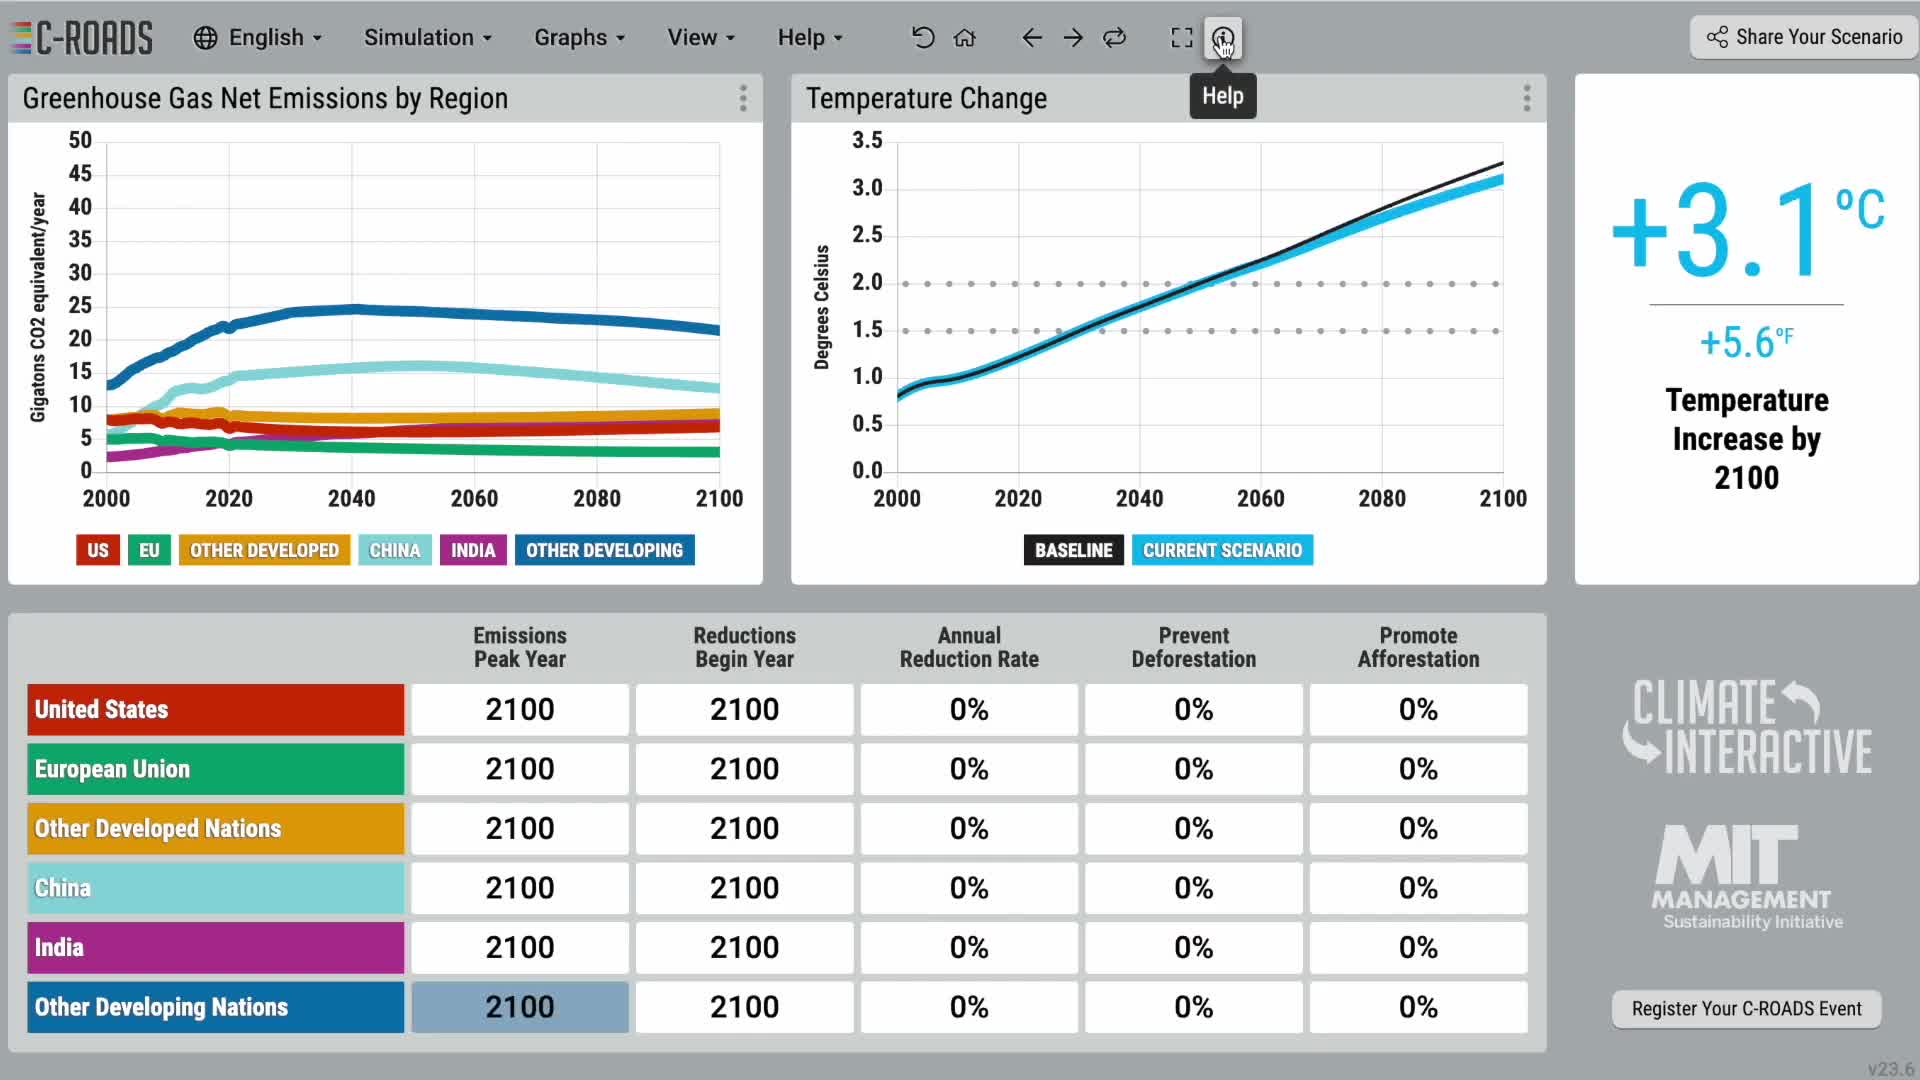 C-ROADS
English
Simulation
Graphs
View
Help
Share Your Scenario
Help
Greenhouse Gas Net Emissions by Region
Gigatons CO2 equivalent/year
50
45
40
35
30
25
20
15
10
5
0
2000 2020 2040 2060 2080 2100
US EU OTHER DEVELOPED CHINA INDIA OTHER DEVELOPING
Temperature Change
Degrees Celsius
3.5
3.0
2.5
2.0
1.5
1.0
0.5
0.0
2000 2020 2040 2060 2080 2100
BASELINE CURRENT SCENARIO
+3.1 °C
+5.6 °F
Temperature
Increase by
2100
Emissions
Peak Year
Reductions
Begin Year
Annual
Reduction Rate
Prevent
Deforestation
Promote
Afforestation
United States 2100 2100 0% 0% 0%
European Union 2100 2100 0% 0% 0%
Other Developed Nations 2100 2100 0% 0% 0%
China 2100 2100 0% 0% 0%
India 2100 2100 0% 0% 0%
Other Developing Nations 2100 2100 0% 0% 0%
CLIMATE
INTERACTIVE
MIT
MANAGEMENT
Sustainability Initiative
Register Your C-ROADS Event
v23.6